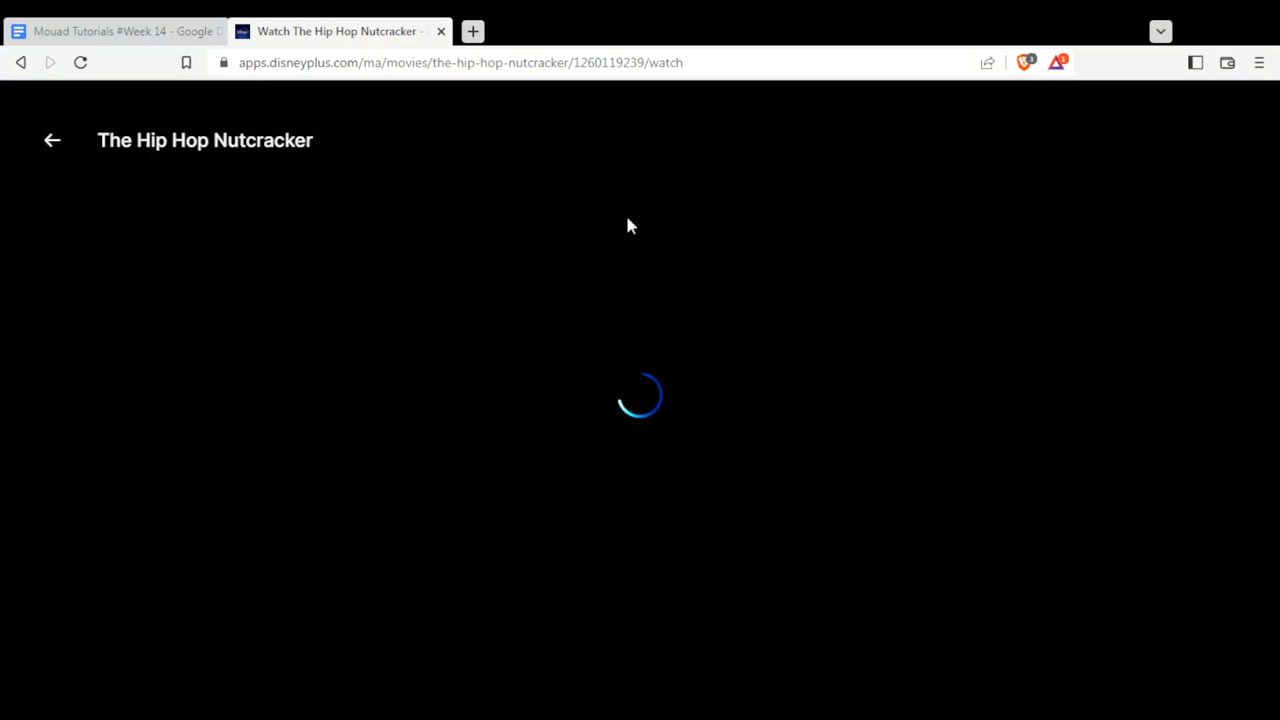 Mouad Tutorials #Week 14 - Google D
Watch The Hip Hop Nutcracker -
apps.disneyplus.com/ma/movies/the-hip-hop-nutcracker/1260119239/watch
The Hip Hop Nutcracker